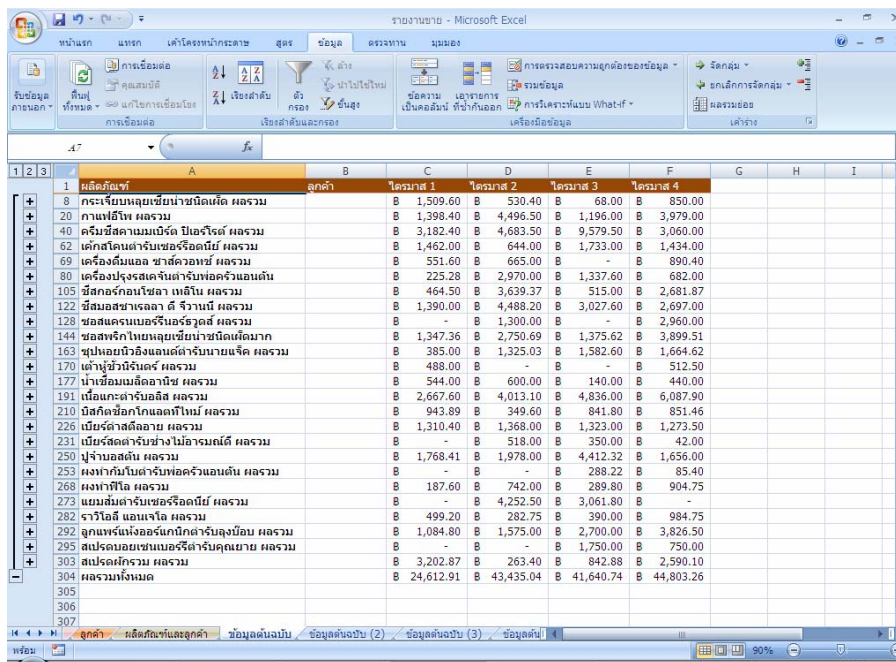 รายงานขาย - Microsoft Excel
หน้าแรก แทรก เค้าโครงหน้ากระดาษ สูตร ข้อมูล ตรวจทาน มุมมอง
รับข้อมูลภายนอก
ฟื้นฟูทั้งหมด
การเชื่อมต่อ
คุณสมบัติ
แก้ไขการเชื่อมโยง
การเชื่อมต่อ
เรียงลำดับ
ตัวกรอง
ล้าง
นำไปใช้ใหม่
ขั้นสูง
เรียงลำดับและกรอง
ข้อความเป็นคอลัมน์
เอารายการที่ซ้ำกันออก
การตรวจสอบความถูกต้องของข้อมูล
รวมข้อมูล
การวิเคราะห์แบบ What-if
เครื่องมือข้อมูล
จัดกลุ่ม
ยกเลิกการจัดกลุ่ม
ผลรวมย่อย
เค้าร่าง
A7 fx
1 2 3 A B C D E F G H I
1 ผลิตภัณฑ์ ลูกค้า ไตรมาส 1 ไตรมาส 2 ไตรมาส 3 ไตรมาส 4
8 กระเจี๊ยบหลุยเซียน่าชนิดเผ็ด ผลรวม ฿ 1,509.60 ฿ 530.40 ฿ 68.00 ฿ 850.00
20 กาแฟอีโพ ผลรวม ฿ 1,398.40 ฿ 4,496.50 ฿ 1,196.00 ฿ 3,979.00
40 ครีมชีสคาเมมเบิร์ต ปิเอร์โรต์ ผลรวม ฿ 3,182.40 ฿ 4,683.50 ฿ 9,579.50 ฿ 3,060.00
62 เค้กสโคนตำรับเซอร์ร็อดนีย์ ผลรวม ฿ 1,462.00 ฿ 644.00 ฿ 1,733.00 ฿ 1,434.00
69 เครื่องดื่มแอล ชาส์ควอทซ์ ผลรวม ฿ 551.60 ฿ 665.00 ฿ - ฿ 890.40
80 เครื่องปรุงรสเคจันตำรับพ่อครัวแอนตัน ฿ 225.28 ฿ 2,970.00 ฿ 1,337.60 ฿ 682.00
105 ชีสกอร์กอนโซลา เทลิโน ผลรวม ฿ 464.50 ฿ 3,639.37 ฿ 515.00 ฿ 2,681.87
122 ชีสมอสซาเรลลา ดี จีวานนี ผลรวม ฿ 1,390.00 ฿ 4,488.20 ฿ 3,027.60 ฿ 2,697.00
128 ซอสแครนเบอร์รีนอร์ธวูดส์ ผลรวม ฿ - ฿ 1,300.00 ฿ - ฿ 2,960.00
144 ซอสพริกไทยหลุยเซียน่าชนิดเผ็ดมาก ฿ 1,347.36 ฿ 2,750.69 ฿ 1,375.62 ฿ 3,899.51
163 ซุปหอยนิวอิงแลนด์ตำรับนายแจ็ค ผลรวม ฿ 385.00 ฿ 1,325.03 ฿ 1,582.60 ฿ 1,664.62
170 เต้าหู้ชั่วนิรันดร์ ผลรวม ฿ 488.00 ฿ - ฿ - ฿ 512.50
177 น้ำเชื่อมเมล็ดอานิซ ผลรวม ฿ 544.00 ฿ 600.00 ฿ 140.00 ฿ 440.00
191 เนื้อแกะตำรับอลิส ผลรวม ฿ 2,667.60 ฿ 4,013.10 ฿ 4,836.00 ฿ 6,087.90
210 บิสกิตช็อกโกแลตทีไทม์ ผลรวม ฿ 943.89 ฿ 349.60 ฿ 841.80 ฿ 851.46
226 เบียร์ดำสตีลอาย ผลรวม ฿ 1,310.40 ฿ 1,368.00 ฿ 1,323.00 ฿ 1,273.50
231 เบียร์สดตำรับช่างไม้อารมณ์ดี ผลรวม ฿ - ฿ 518.00 ฿ 350.00 ฿ 42.00
250 ปูจำบอสตัน ผลรวม ฿ 1,768.41 ฿ 1,978.00 ฿ 4,412.32 ฿ 1,656.00
253 ผงทำกัมโบตำรับพ่อครัวแอนตัน ผลรวม ฿ - ฿ - ฿ 288.22 ฿ 85.40
268 ผงทำฟิโล ผลรวม ฿ 187.60 ฿ 742.00 ฿ 289.80 ฿ 904.75
273 แยมส้มตำรับเซอร์ร็อดนีย์ ผลรวม ฿ - ฿ 4,252.50 ฿ 3,061.80 ฿ -
282 ราวิโอลี แอนเจโล ผลรวม ฿ 499.20 ฿ 282.75 ฿ 390.00 ฿ 984.75
292 ลูกแพร์แห้งออร์แกนิกตำรับลุงบ๊อบ ผลรวม ฿ 1,084.80 ฿ 1,575.00 ฿ 2,700.00 ฿ 3,826.50
295 สเปรดบอยเซนเบอร์รีตำรับคุณยาย ผลรวม ฿ - ฿ - ฿ 1,750.00 ฿ 750.00
303 สเปรดผักรวม ผลรวม ฿ 3,202.87 ฿ 263.40 ฿ 842.88 ฿ 2,590.10
304 ผลรวมทั้งหมด ฿ 24,612.91 ฿ 43,435.04 ฿ 41,640.74 ฿ 44,803.26
305
306
307
ลูกค้า ผลิตภัณฑ์และลูกค้า ข้อมูลต้นฉบับ ข้อมูลต้นฉบับ (2) ข้อมูลต้นฉบับ (3) ข้อมูลต้น
พร้อม 90%